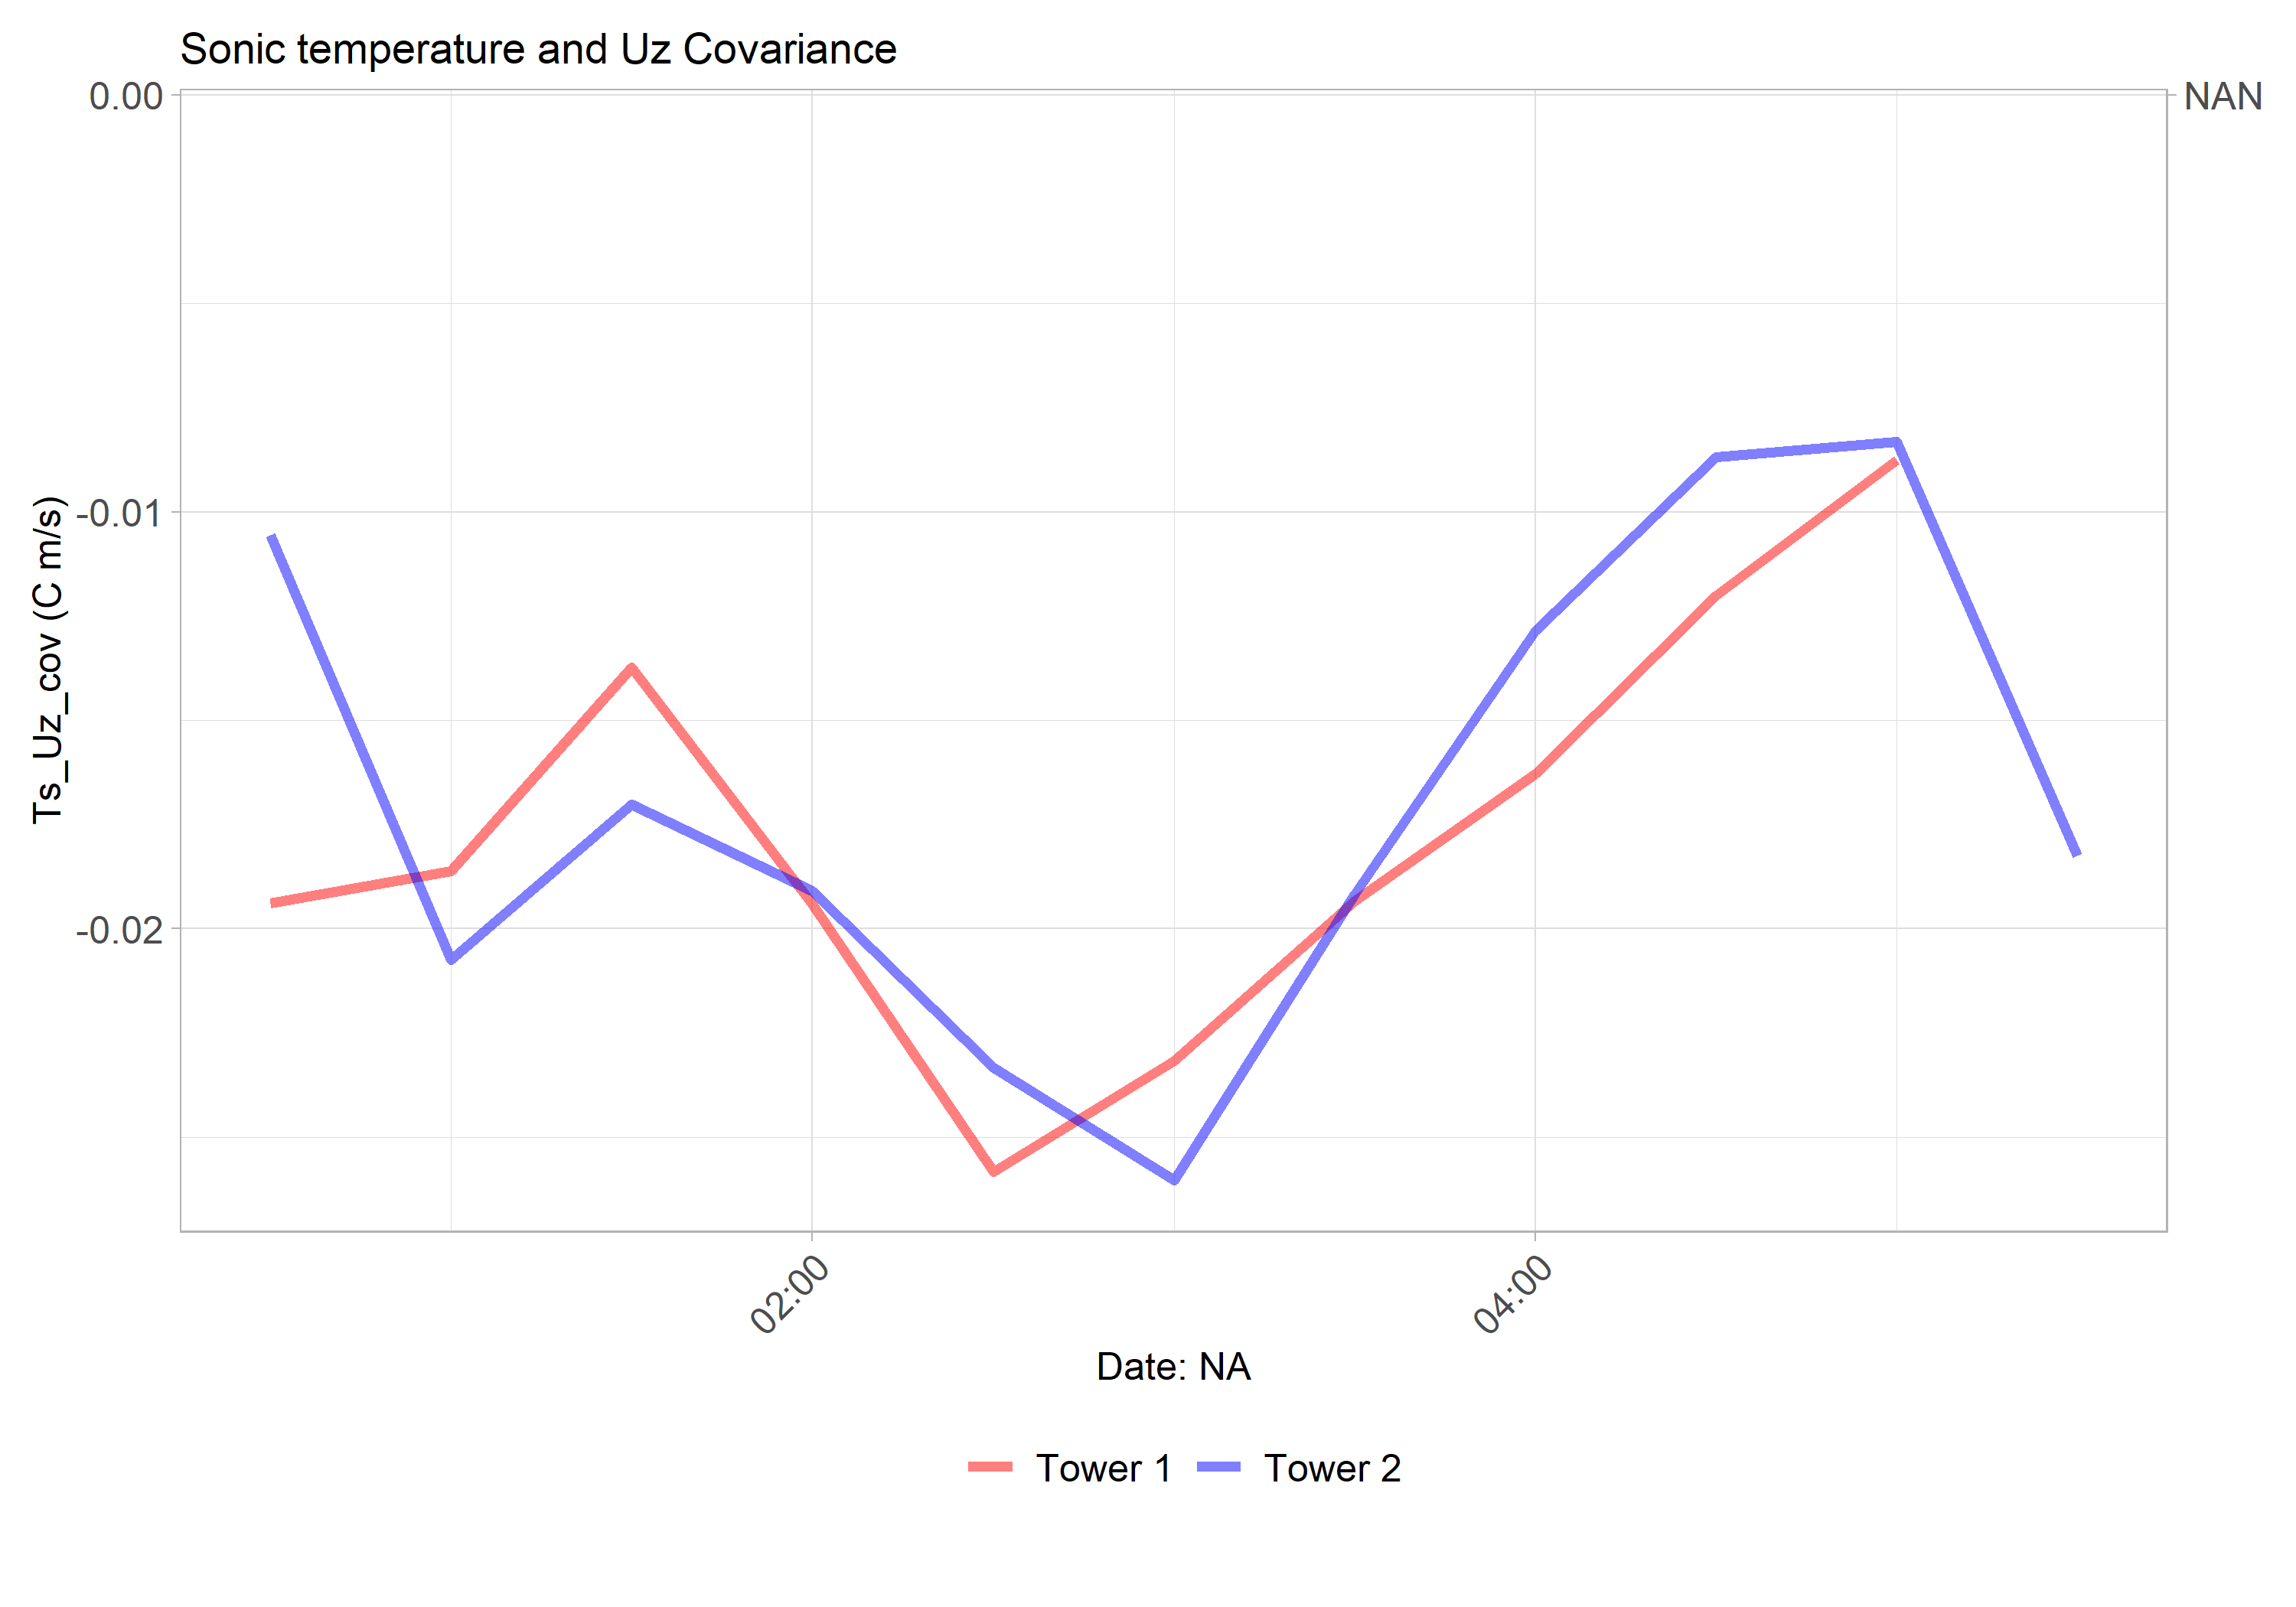 Sonic temperature and Uz Covariance
0.00
NAN
-0.01
-0.02
Ts_Uz_cov (C m/s)
02:00
04:00
Date: NA
Tower 1
Tower 2